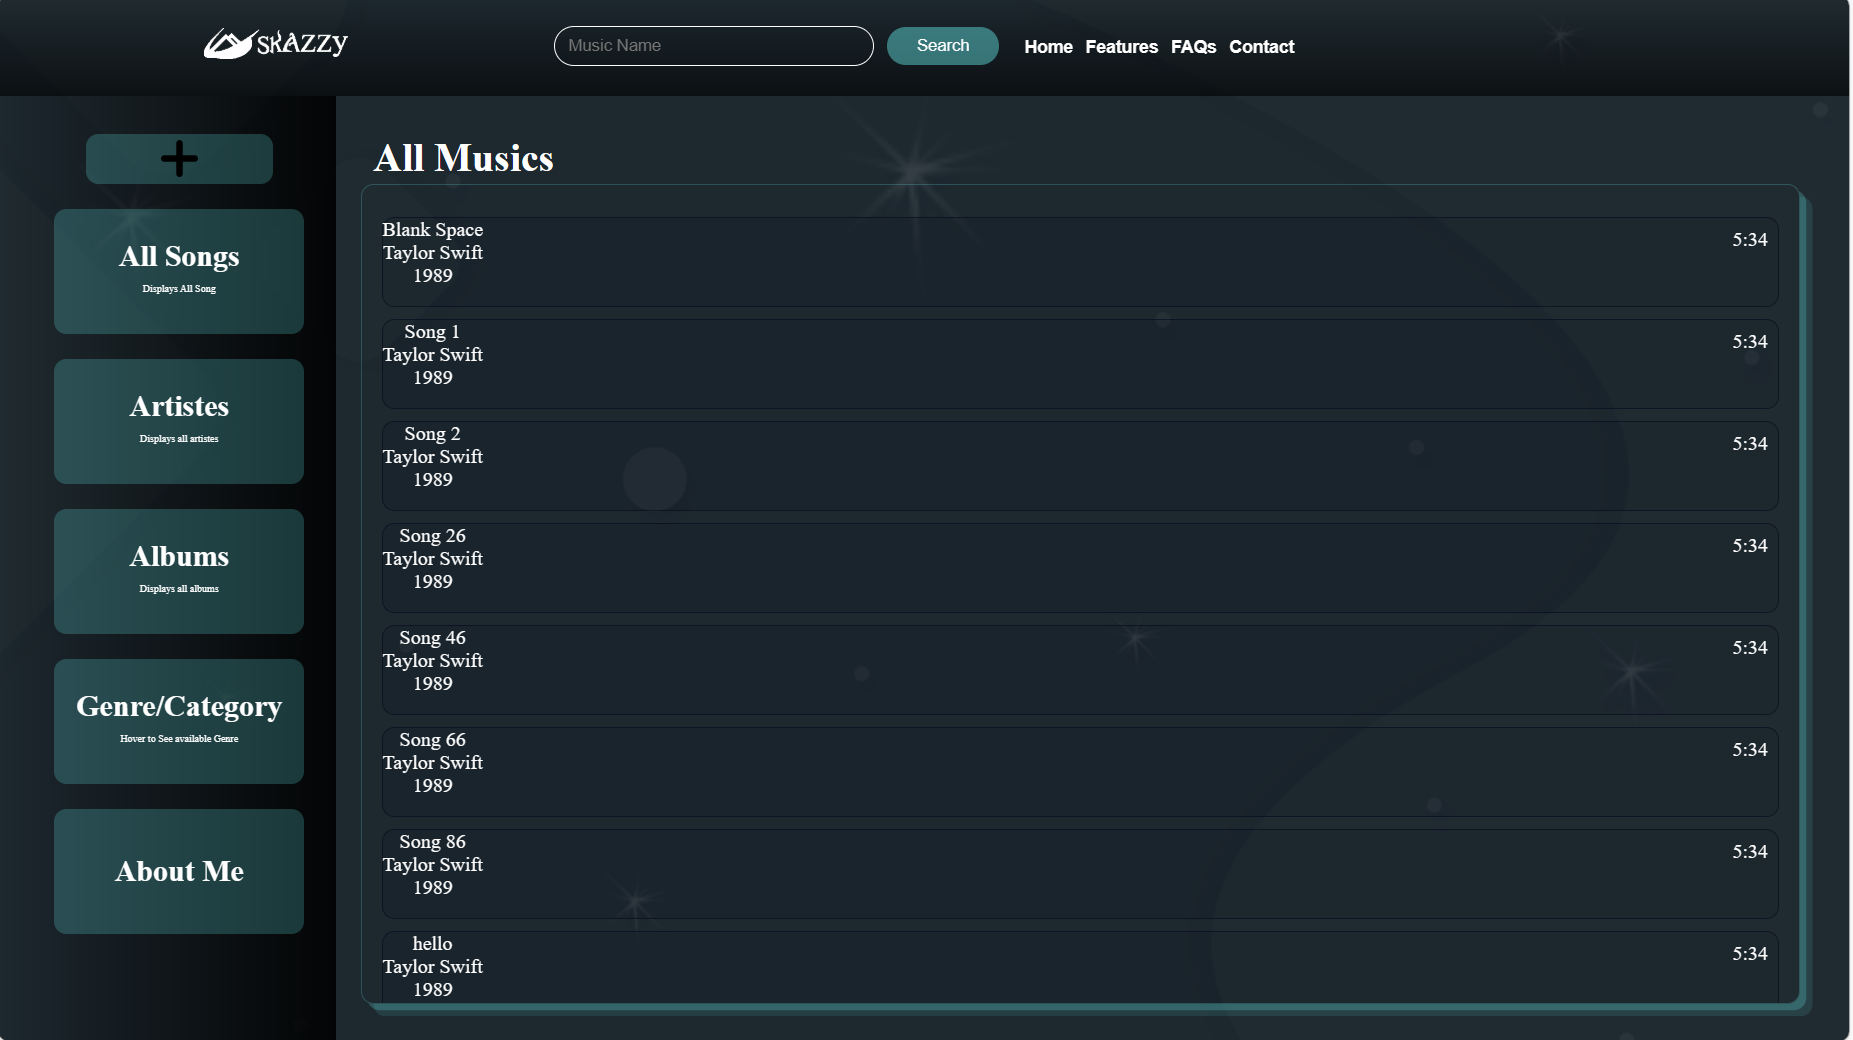 SKAZZY
Music Name
Search
Home Features FAQs Contact
All Songs
Displays All Song
Artistes
Displays all artistes
Albums
Displays all albums
Genre/Category
Hover to See available Genre
About Me
All Musics
Blank Space
Taylor Swift
1989
5:34
Song 1
Taylor Swift
1989
5:34
Song 2
Taylor Swift
1989
5:34
Song 26
Taylor Swift
1989
5:34
Song 46
Taylor Swift
1989
5:34
Song 66
Taylor Swift
1989
5:34
Song 86
Taylor Swift
1989
5:34
hello
Taylor Swift
1989
5:34